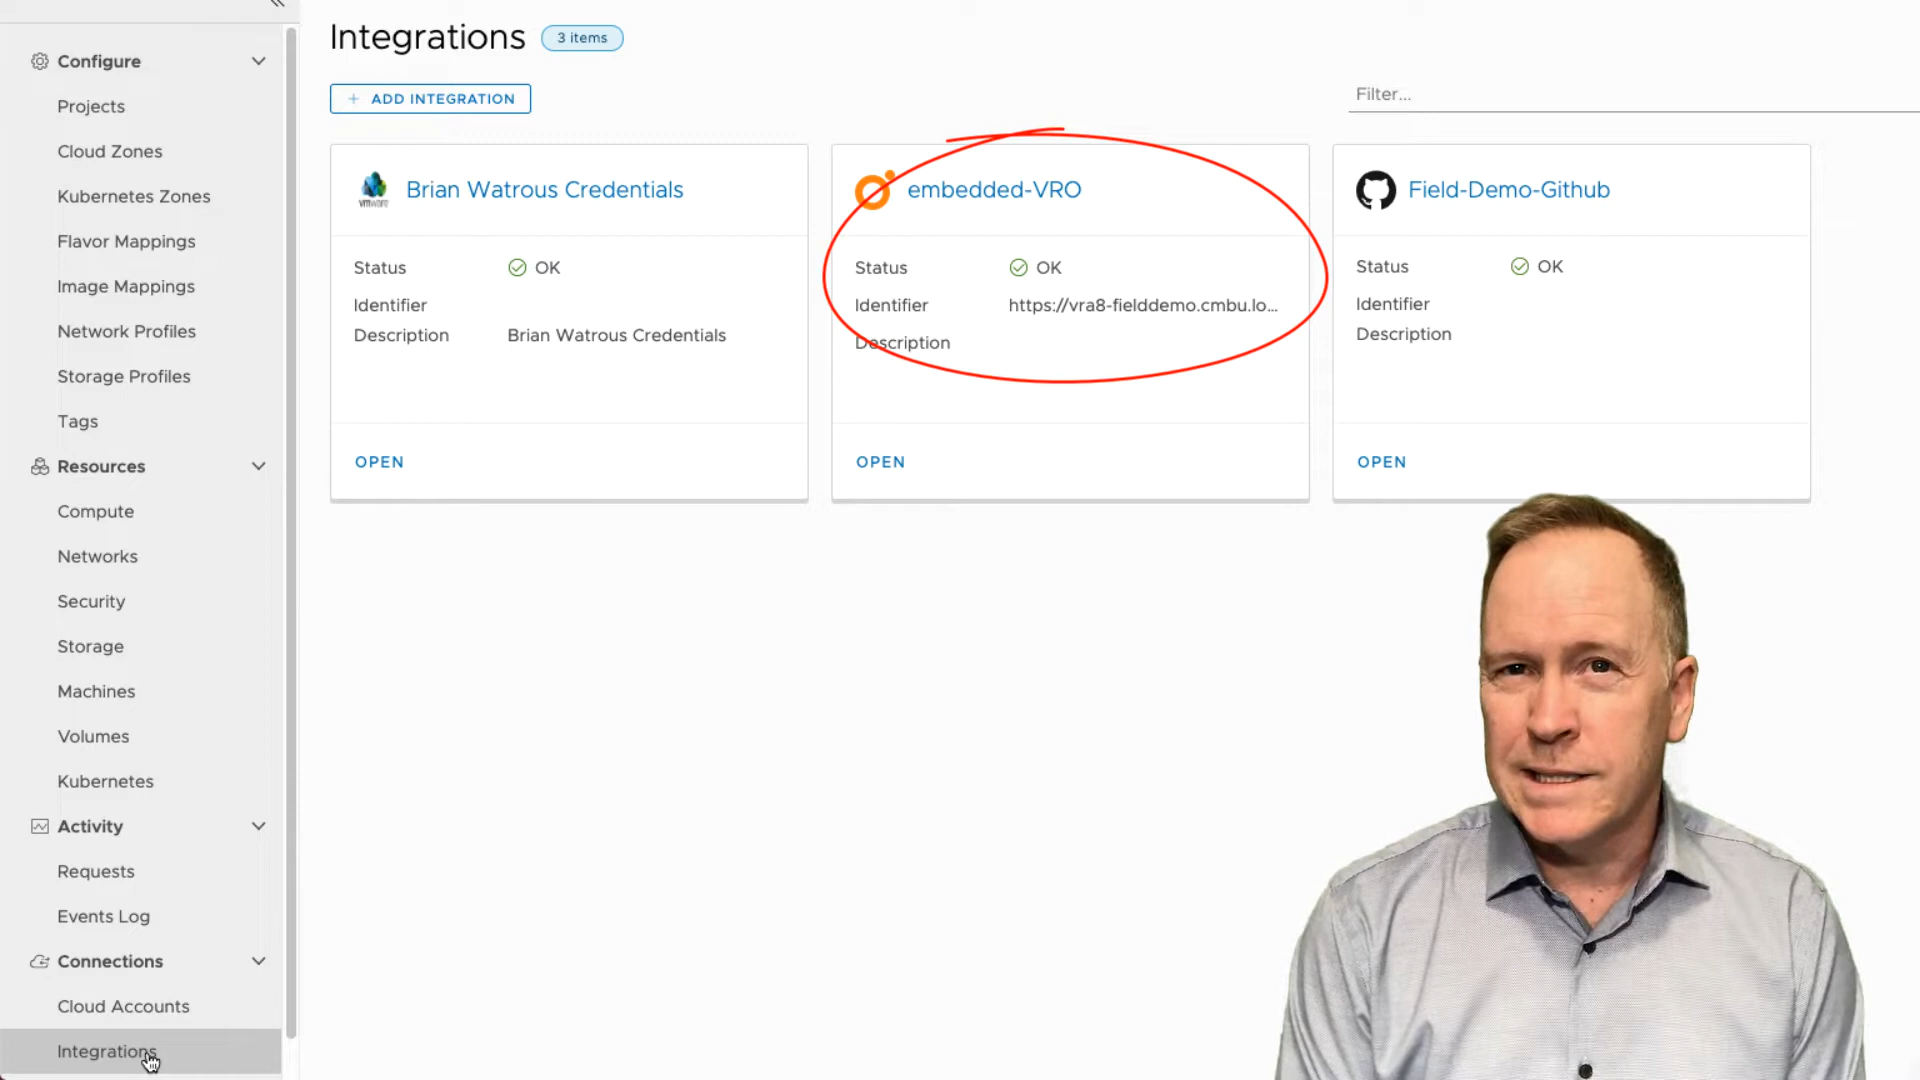 Configure
Projects
Cloud Zones
Kubernetes Zones
Flavor Mappings
Image Mappings
Network Profiles
Storage Profiles
Tags
Resources
Compute
Networks
Security
Storage
Machines
Volumes
Kubernetes
Activity
Requests
Events Log
Connections
Cloud Accounts
Integrations
Integrations 3 items
+ ADD INTEGRATION
Filter...
vmware Brian Watrous Credentials
Status OK
Identifier
Description Brian Watrous Credentials
OPEN
embedded-VRO
Status OK
Identifier https://vra8-fielddemo.cmbu.lo...
Description
OPEN
Field-Demo-Github
Status OK
Identifier
Description
OPEN